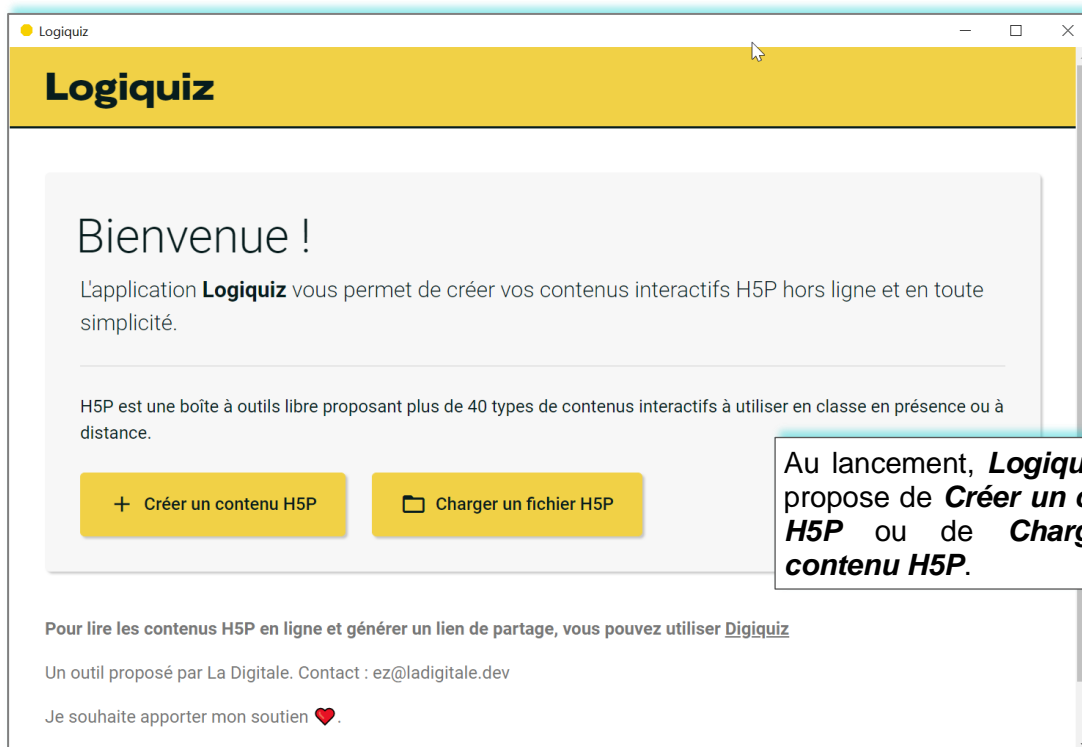 Logiquiz
Logiquiz
Bienvenue !
L'application Logiquiz vous permet de créer vos contenus interactifs H5P hors ligne et en toute
simplicité.
H5P est une boîte à outils libre proposant plus de 40 types de contenus interactifs à utiliser en classe en présence ou à
distance.
+ Créer un contenu H5P
Charger un fichier H5P
Au lancement,
propose de Créer un
H5P ou de
contenu H5P.
Pour lire les contenus H5P en ligne et générer un lien de partage, vous pouvez utiliser Digiquiz
Un outil proposé par La Digitale. Contact : ez@ladigitale.dev
Je souhaite apporter mon soutien ❤️.